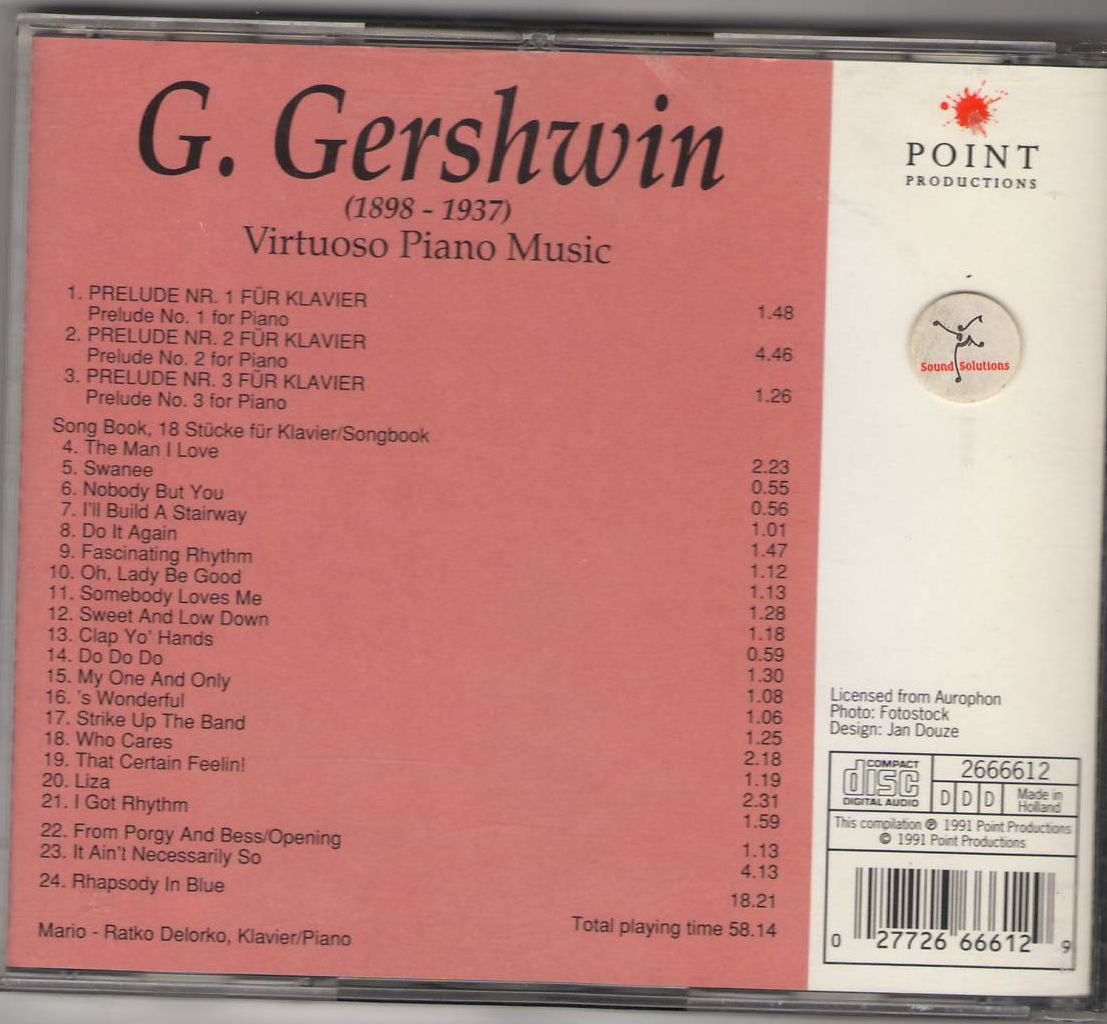 G. Gershwin
(1898 - 1937)
Virtuoso Piano Music
1. PRELUDE NR. 1 FÜR KLAVIER
Prelude No. 1 for Piano 1.48
2. PRELUDE NR. 2 FÜR KLAVIER
Prelude No. 2 for Piano 4.46
3. PRELUDE NR. 3 FÜR KLAVIER
Prelude No. 3 for Piano 1.26
Song Book, 18 Stücke für Klavier/Songbook
4. The Man I Love 2.23
5. Swanee 0.55
6. Nobody But You 0.56
7. I'll Build A Stairway 1.01
8. Do It Again 1.47
9. Fascinating Rhythm 1.12
10. Oh, Lady Be Good 1.13
11. Somebody Loves Me 1.28
12. Sweet And Low Down 1.18
13. Clap Yo' Hands 0.59
14. Do Do Do 1.30
15. My One And Only 1.08
16. 's Wonderful 1.06
17. Strike Up The Band 1.25
18. Who Cares 2.18
19. That Certain Feelin! 1.19
20. Liza 2.31
21. I Got Rhythm 1.59
22. From Porgy And Bess/Opening 1.13
23. It Ain't Necessarily So 4.13
24. Rhapsody In Blue 18.21
Total playing time 58.14
Mario - Ratko Delorko, Klavier/Piano
POINT
PRODUCTIONS
Sound Solutions
Licensed from Aurophon
Photo: Fotostock
Design: Jan Douze
COMPACT
disc
DIGITAL AUDIO
2666612
D D D
Made in
Holland
This compilation ℗ 1991 Point Productions
© 1991 Point Productions
0 27726 66612 9